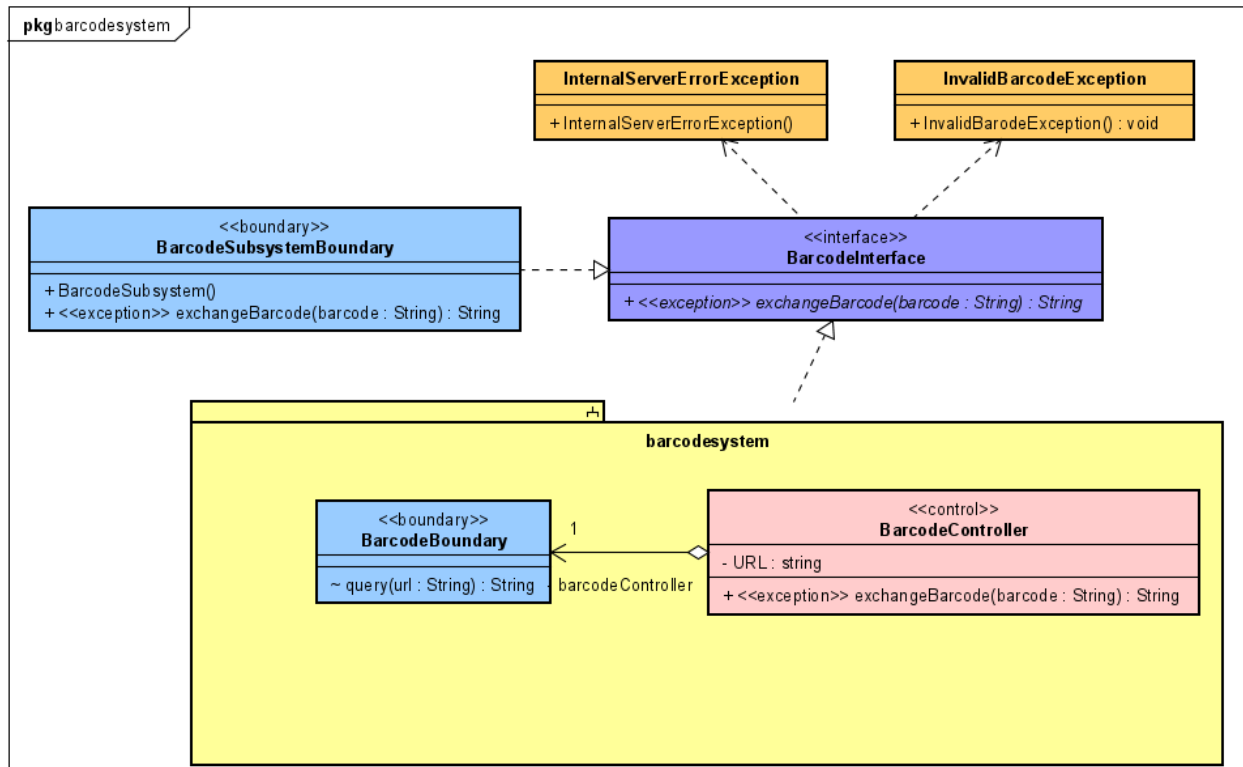 pkg barcodesystem
InternalServerErrorException
+ InternalServerErrorException()
InvalidBarcodeException
+ InvalidBarodeException() : void
<<boundary>>
BarcodeSubsystemBoundary
+ BarcodeSubsystem()
+ <<exception>> exchangeBarcode(barcode : String) : String
<<interface>>
BarcodeInterface
+ <<exception>> exchangeBarcode(barcode : String) : String
barcodesystem
<<boundary>>
BarcodeBoundary
~ query(url : String) : String
1
- barcodeController
<<control>>
BarcodeController
- URL : string
+ <<exception>> exchangeBarcode(barcode : String) : String